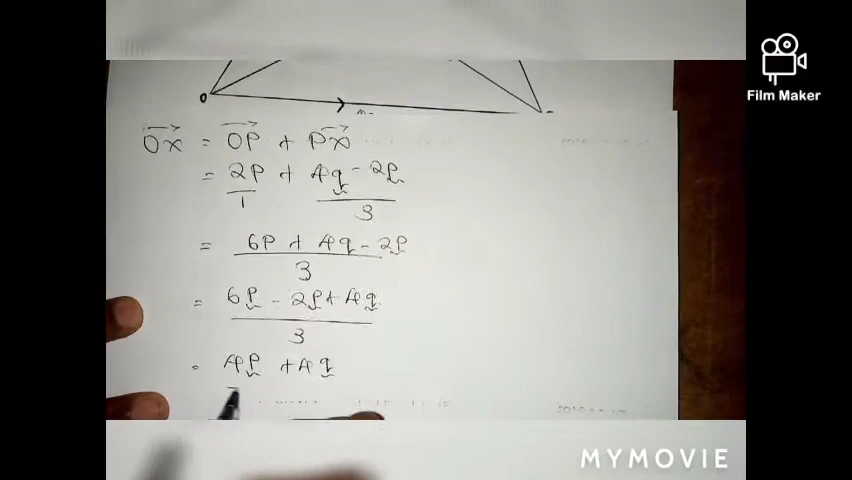 Film Maker
O
OX = OP + PX
= 2p + 4q - 2p
1 3
= 6p + 4q - 2p
3
= 6p - 2p + 4q
3
= 4p + 4q
MYMOVIE